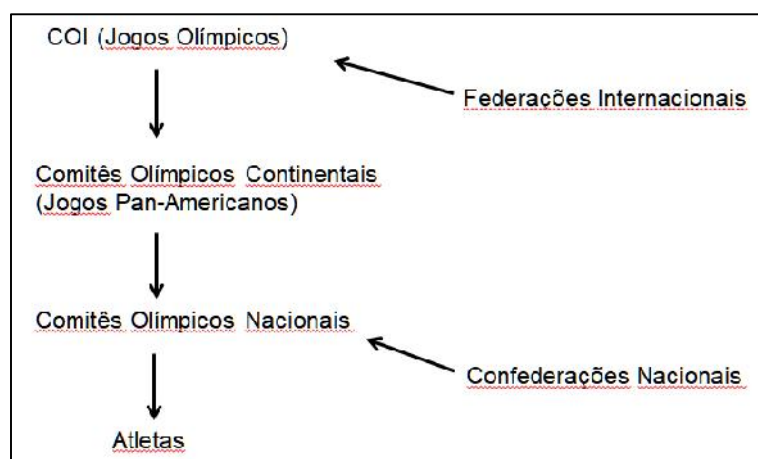 COI (Jogos Olímpicos)
Federações Internacionais
Comitês Olímpicos Continentais
(Jogos Pan-Americanos)
Comitês Olímpicos Nacionais
Confederações Nacionais
Atletas